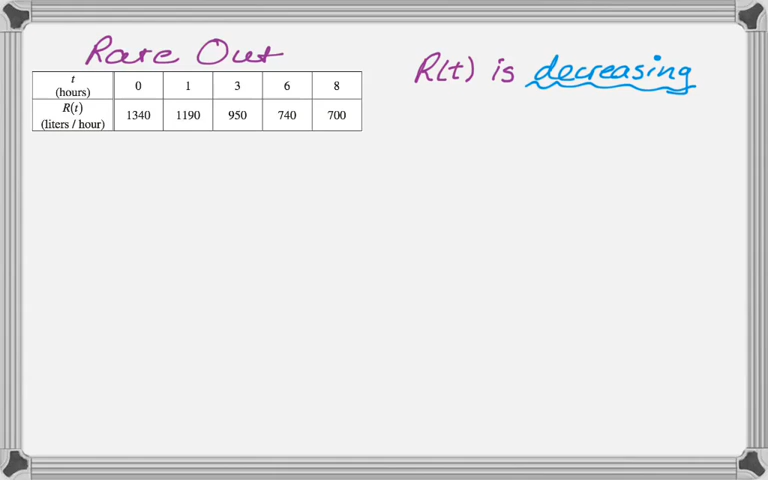 Rate Out
R(t) is decreasing
t (hours) 0 1 3 6 8
R(t) (liters / hour) 1340 1190 950 740 700